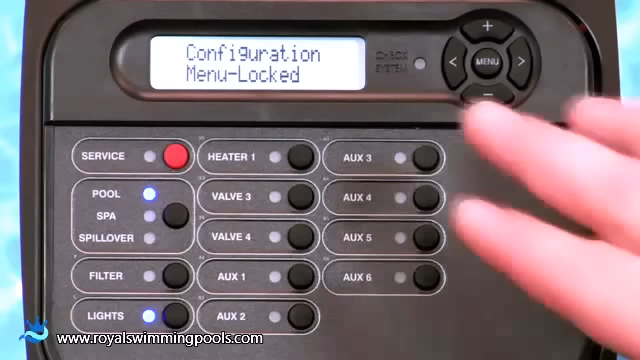 Configuration
Menu-Locked
CHECK
SYSTEM
+
<
MENU
>
−
SERVICE
HEATER 1
AUX 3
POOL
SPA
SPILLOVER
VALVE 3
AUX 4
VALVE 4
AUX 5
FILTER
AUX 1
AUX 6
LIGHTS
AUX 2
www.royalswimmingpools.com